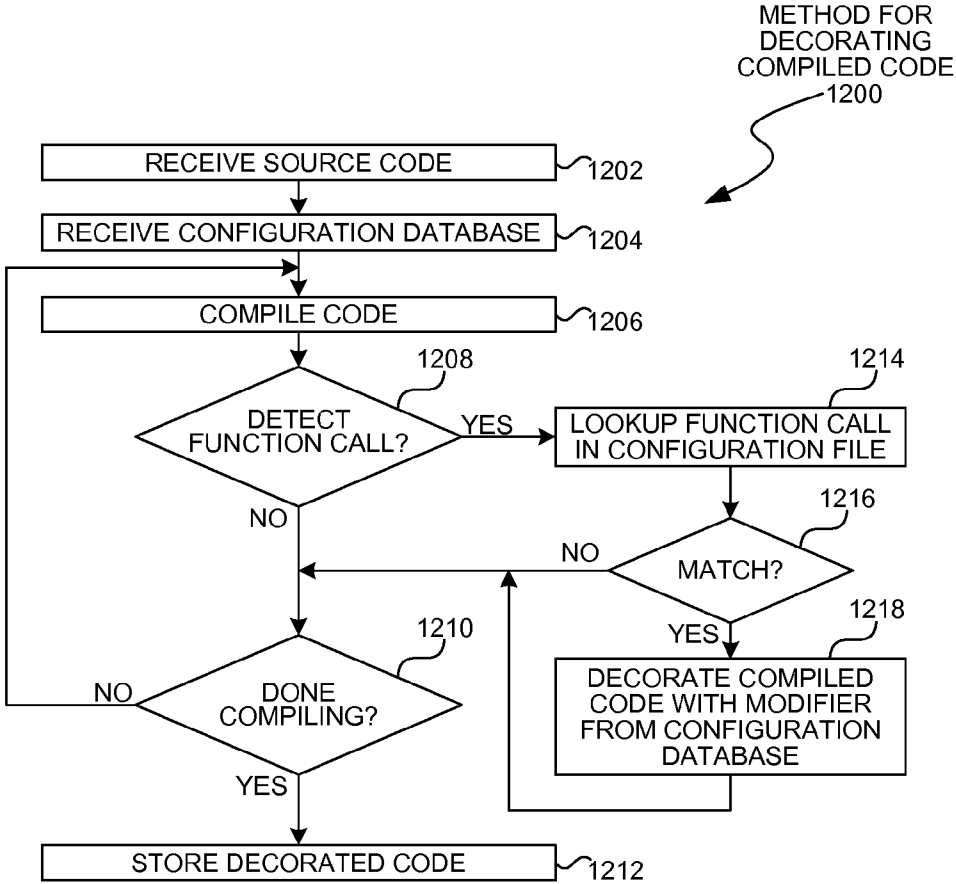 METHOD FOR
DECORATING
COMPILED CODE
1200
RECEIVE SOURCE CODE
1202
RECEIVE CONFIGURATION DATABASE
1204
COMPILE CODE
1206
1208
DETECT
FUNCTION CALL?
YES
NO
1214
LOOKUP FUNCTION CALL
IN CONFIGURATION FILE
1216
MATCH?
NO
YES
1218
DECORATE COMPILED
CODE WITH MODIFIER
FROM CONFIGURATION
DATABASE
1210
DONE
COMPILING?
NO
YES
STORE DECORATED CODE
1212